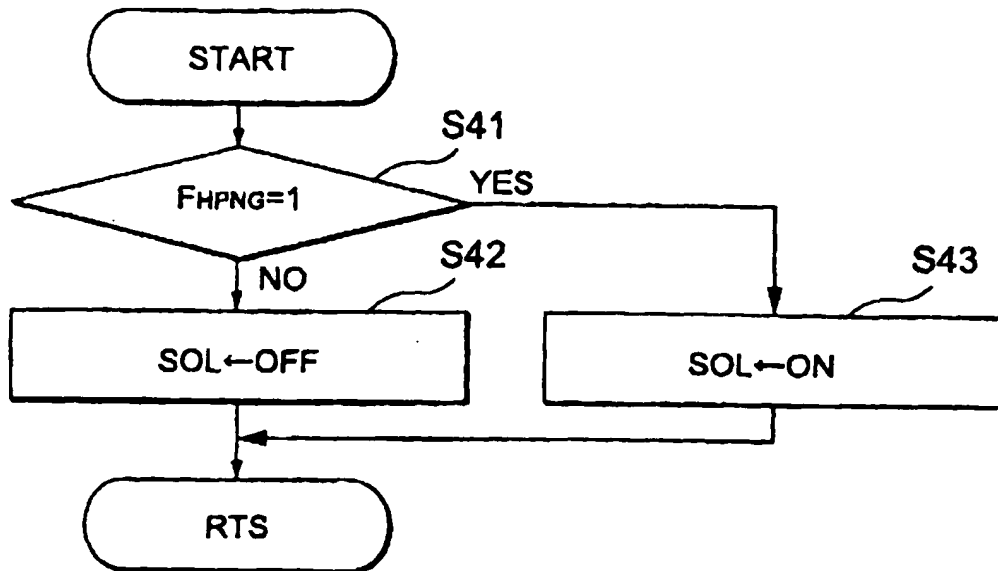 START
S41
FHPNG=1
YES
NO
S42
S43
SOL←OFF
SOL←ON
RTS